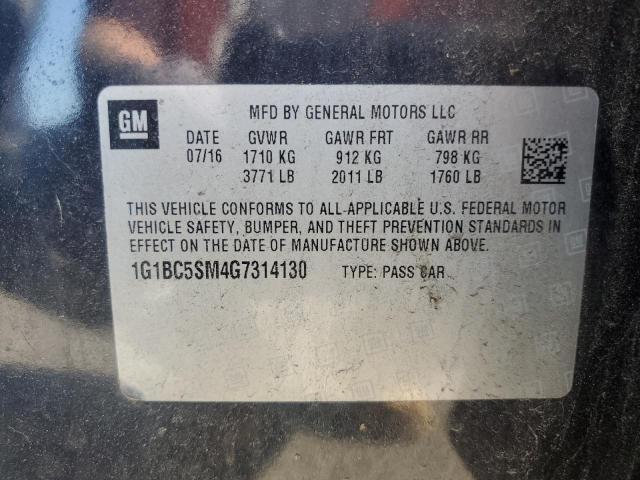 GM
MFD BY GENERAL MOTORS LLC
DATE GVWR GAWR FRT GAWR RR
07/16 1710 KG 912 KG 798 KG
3771 LB 2011 LB 1760 LB
THIS VEHICLE CONFORMS TO ALL-APPLICABLE U.S. FEDERAL MOTOR
VEHICLE SAFETY, BUMPER, AND THEFT PREVENTION STANDARDS IN
EFFECT ON THE DATE OF MANUFACTURE SHOWN ABOVE.
1G1BC5SM4G7314130 TYPE: PASS CAR